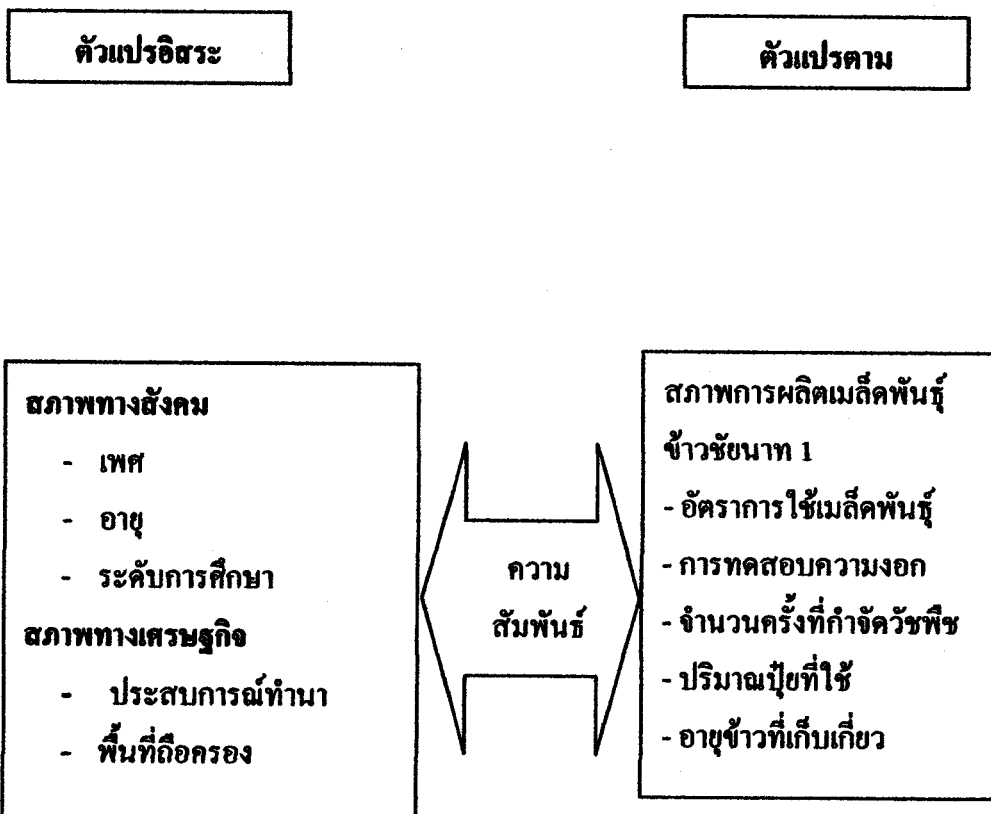 ตัวแปรอิสระ
ตัวแปรตาม
สภาพทางสังคม
- เพศ
- อายุ
- ระดับการศึกษา
สภาพทางเศรษฐกิจ
- ประสบการณ์ทำนา
- พื้นที่ถือครอง
ความ
สัมพันธ์
สภาพการผลิตเมล็ดพันธุ์
ข้าวชัยนาท 1
- อัตราการใช้เมล็ดพันธุ์
- การทดสอบความงอก
- จำนวนครั้งที่กำจัดวัชพืช
- ปริมาณปุ๋ยที่ใช้
- อายุข้าวที่เก็บเกี่ยว